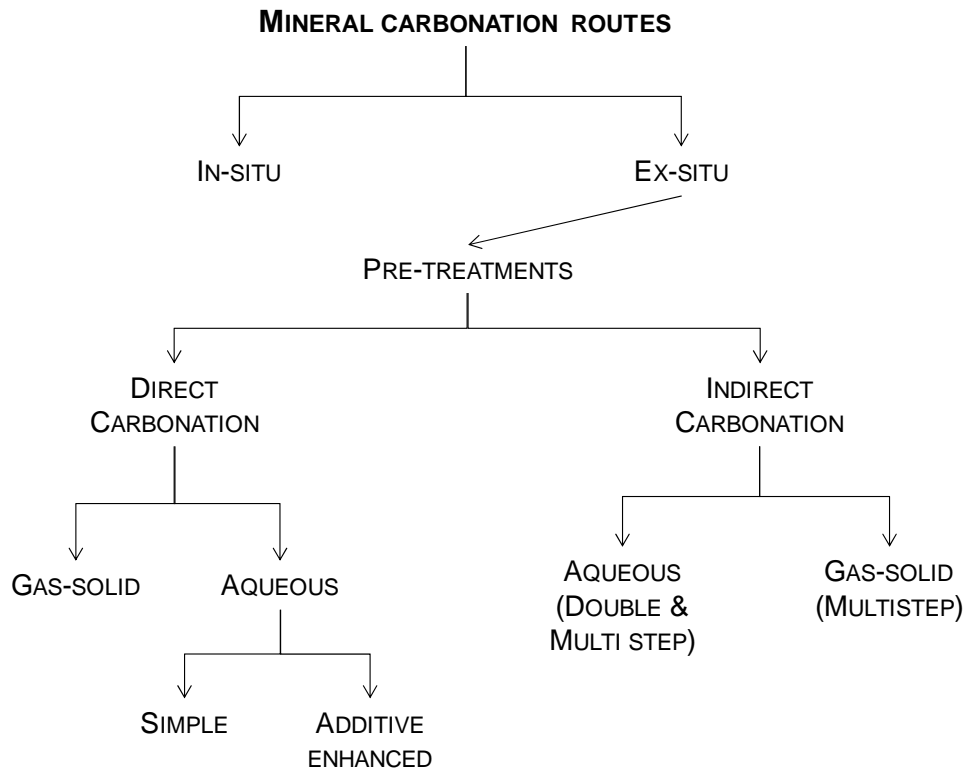 MINERAL CARBONATION ROUTES
IN-SITU
EX-SITU
PRE-TREATMENTS
DIRECT
CARBONATION
INDIRECT
CARBONATION
GAS-SOLID
AQUEOUS
AQUEOUS
(DOUBLE &
MULTI STEP)
GAS-SOLID
(MULTISTEP)
SIMPLE
ADDITIVE
ENHANCED